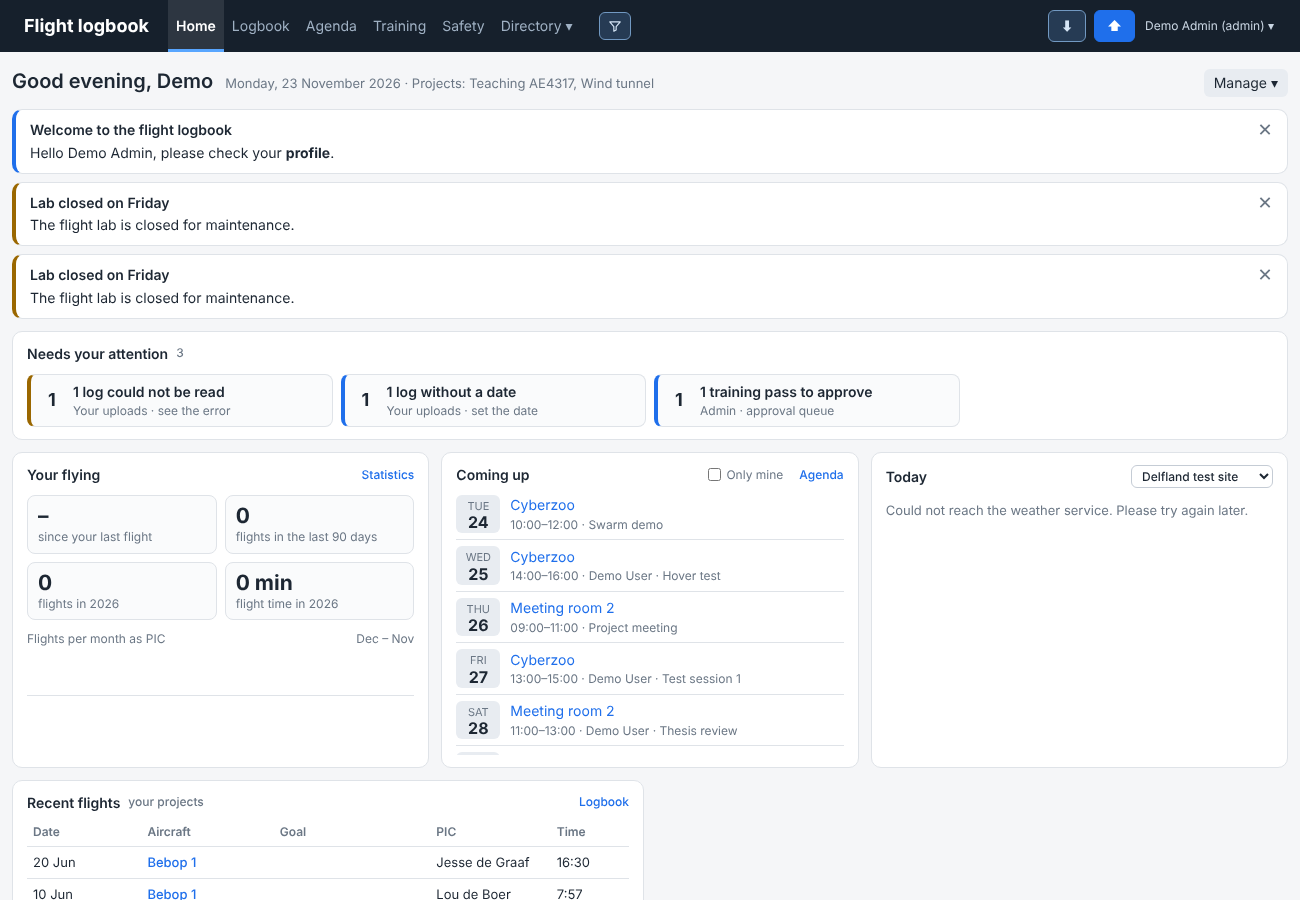 Flight logbook Home Logbook Agenda Training Safety Directory ▾ Demo Admin (admin) ▾
Good evening, Demo Monday, 23 November 2026 · Projects: Teaching AE4317, Wind tunnel Manage ▾
Welcome to the flight logbook
Hello Demo Admin, please check your profile.
Lab closed on Friday
The flight lab is closed for maintenance.
Lab closed on Friday
The flight lab is closed for maintenance.
Needs your attention 3
1 1 log could not be read
Your uploads · see the error
1 1 log without a date
Your uploads · set the date
1 1 training pass to approve
Admin · approval queue
Your flying Statistics
–
since your last flight
0
flights in the last 90 days
0
flights in 2026
0 min
flight time in 2026
Flights per month as PIC Dec – Nov
Coming up Only mine Agenda
TUE
24
Cyberzoo
10:00–12:00 · Swarm demo
WED
25
Cyberzoo
14:00–16:00 · Demo User · Hover test
THU
26
Meeting room 2
09:00–11:00 · Project meeting
FRI
27
Cyberzoo
13:00–15:00 · Demo User · Test session 1
SAT
28
Meeting room 2
11:00–13:00 · Demo User · Thesis review
Today Delfland test site
Could not reach the weather service. Please try again later.
Recent flights your projects Logbook
Date Aircraft Goal PIC Time
20 Jun Bebop 1 Jesse de Graaf 16:30
10 Jun Bebop 1 Lou de Boer 7:57